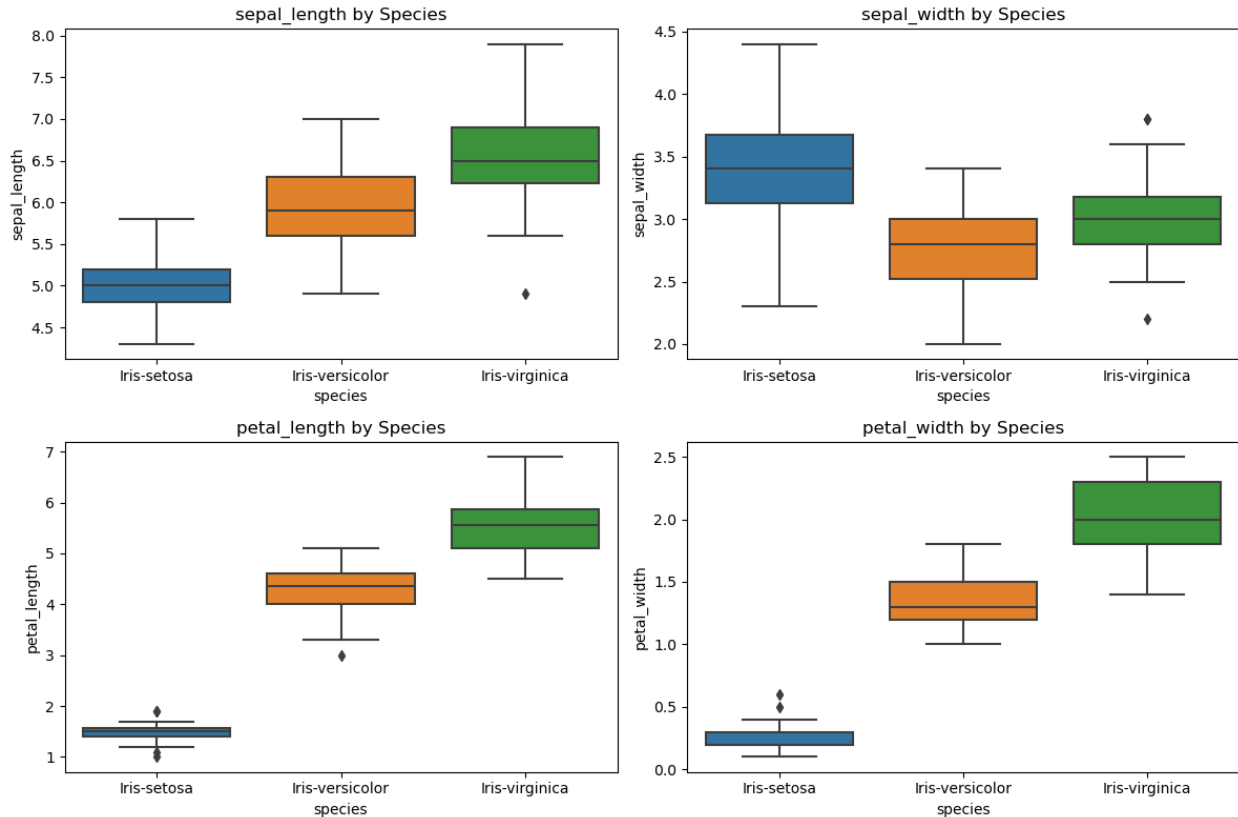 sepal_length by Species
sepal_length
8.0
7.5
7.0
6.5
6.0
5.5
5.0
4.5
Iris-setosa Iris-versicolor Iris-virginica
species
sepal_width by Species
sepal_width
4.5
4.0
3.5
3.0
2.5
2.0
Iris-setosa Iris-versicolor Iris-virginica
species
petal_length by Species
petal_length
7
6
5
4
3
2
1
Iris-setosa Iris-versicolor Iris-virginica
species
petal_width by Species
petal_width
2.5
2.0
1.5
1.0
0.5
0.0
Iris-setosa Iris-versicolor Iris-virginica
species